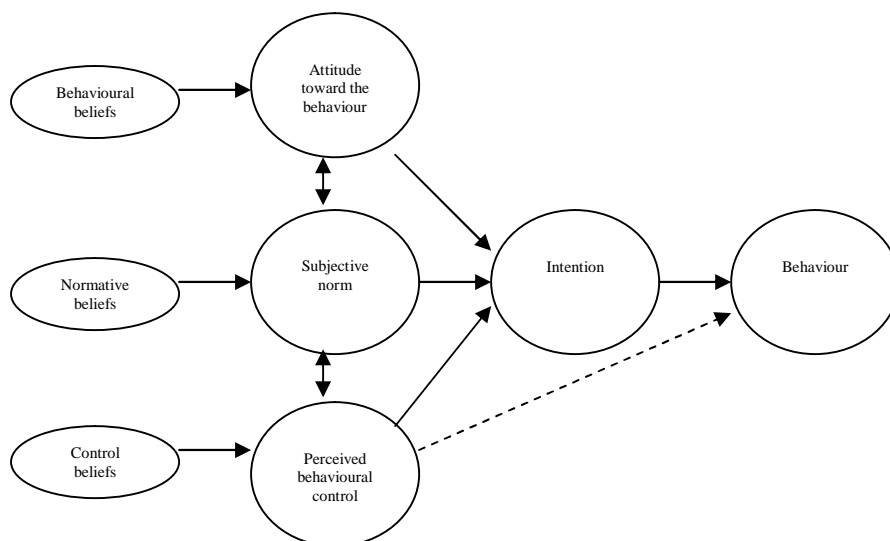 Attitude
toward the
behaviour
Behavioural
beliefs
Subjective
norm
Intention
Behaviour
Normative
beliefs
Control
beliefs
Perceived
behavioural
control